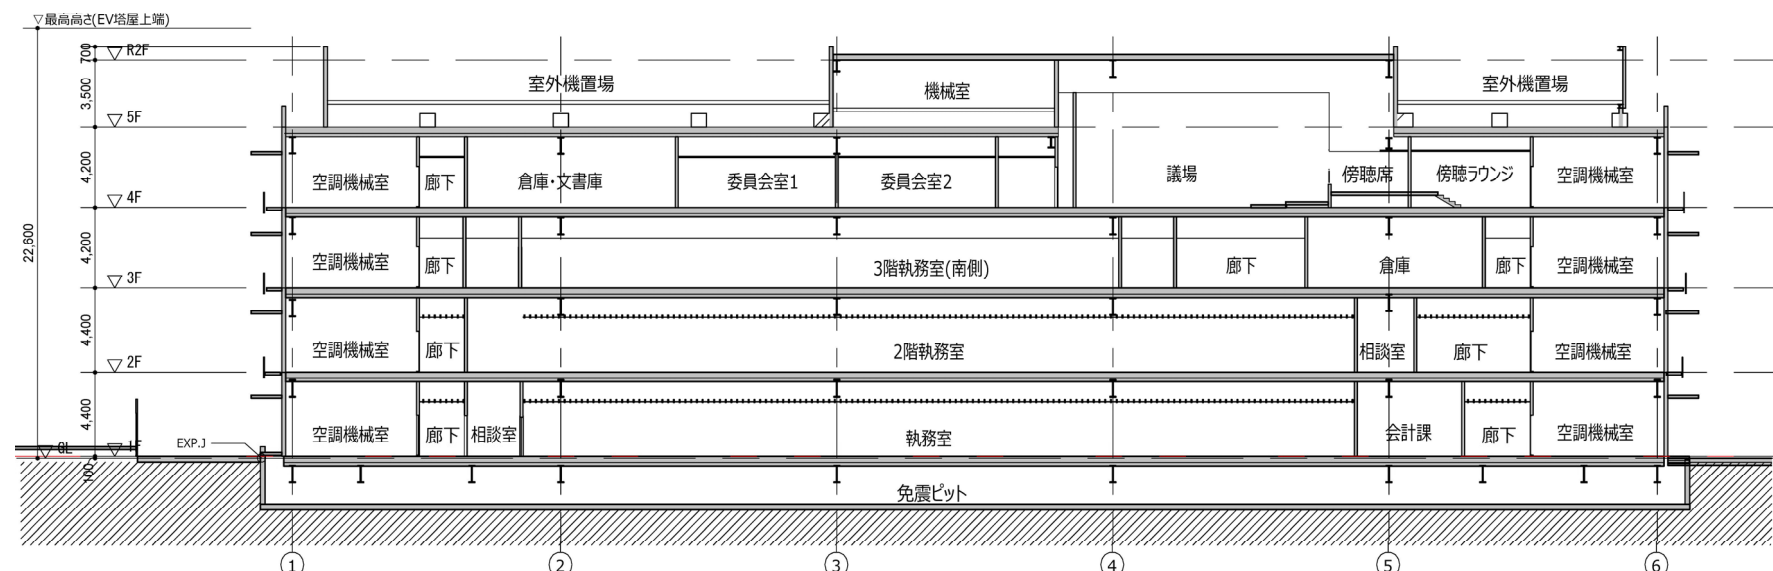 ▽最高高さ(EV塔屋上端)
R2F
700
室外機置場
機械室
室外機置場
3,500
5F
4,200
空調機械室
廊下
倉庫・文書庫
委員会室1
委員会室2
議場
傍聴席
傍聴ラウンジ
空調機械室
4F
22,600
4,200
空調機械室
廊下
3階執務室(南側)
廊下
倉庫
廊下
空調機械室
3F
4,400
空調機械室
廊下
2階執務室
相談室
廊下
空調機械室
2F
4,400
空調機械室
廊下
相談室
執務室
会計課
廊下
空調機械室
EXP.J
GL
1F
100
免震ピット
1
2
3
4
5
6